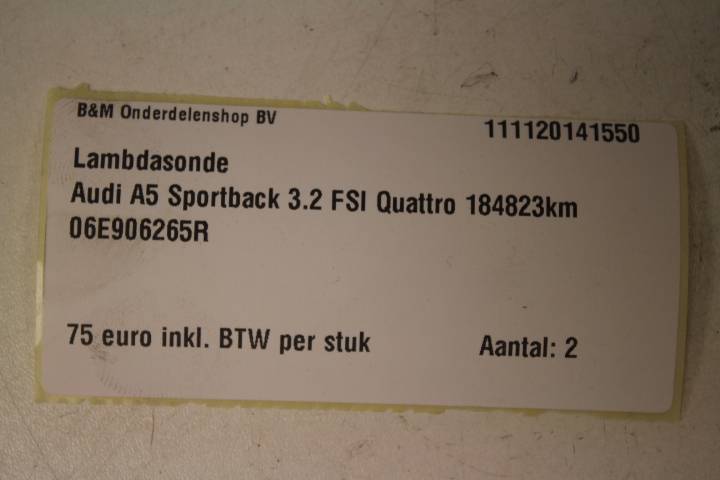 B&M Onderdelenshop BV
111120141550
Lambdasonde
Audi A5 Sportback 3.2 FSI Quattro 184823km
06E906265R
75 euro inkl. BTW per stuk
Aantal: 2